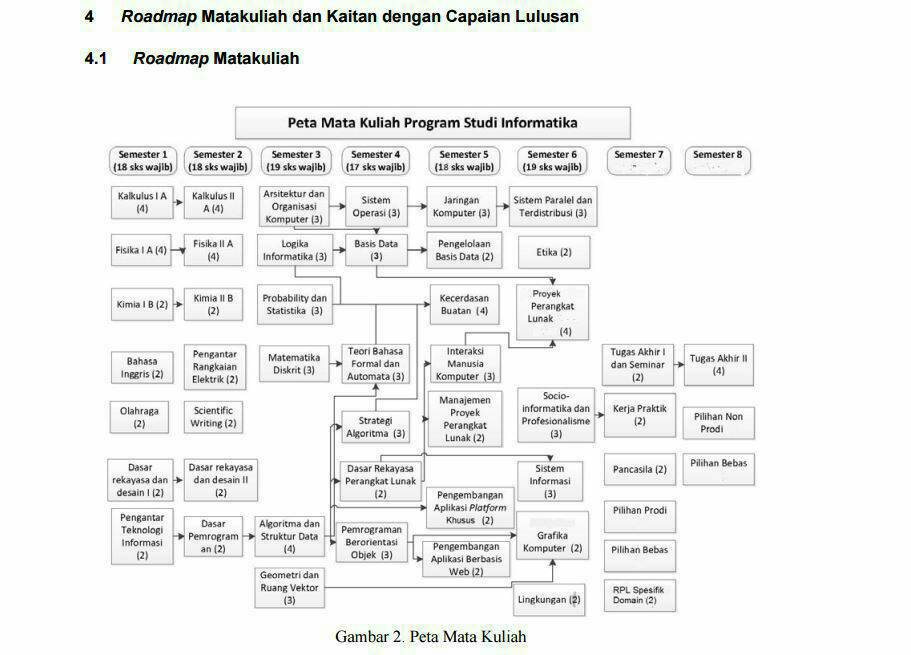 4 Roadmap Matakuliah dan Kaitan dengan Capaian Lulusan
4.1 Roadmap Matakuliah
Peta Mata Kuliah Program Studi Informatika
Semester 1
(18 sks wajib)
Semester 2
(18 sks wajib)
Semester 3
(19 sks wajib)
Semester 4
(17 sks wajib)
Semester 5
(18 sks wajib)
Semester 6
(19 sks wajib)
Semester 7
Semester 8
Kalkulus I A
(4)
Kalkulus II
A (4)
Arsitektur dan
Organisasi
Komputer (3)
Sistem
Operasi (3)
Jaringan
Komputer (3)
Sistem Paralel dan
Terdistribusi (3)
Fisika I A (4)
Fisika II A
(4)
Logika
Informatika (3)
Basis Data
(3)
Pengelolaan
Basis Data (2)
Etika (2)
Kimia I B (2)
Kimia II B
(2)
Probability dan
Statistika (3)
Kecerdasan
Buatan (4)
Proyek
Perangkat
Lunak
(4)
Bahasa
Inggris (2)
Pengantar
Rangkaian
Elektrik (2)
Matematika
Diskrit (3)
Teori Bahasa
Formal dan
Automata (3)
Interaksi
Manusia
Komputer (3)
Tugas Akhir I
dan Seminar
(2)
Tugas Akhir II
(4)
Olahraga
(2)
Scientific
Writing (2)
Strategi
Algoritma (3)
Manajemen
Proyek
Perangkat
Lunak (2)
Socio-
informatika dan
Profesionalisme
(3)
Kerja Praktik
(2)
Pilihan Non
Prodi
Dasar
rekayasa dan
desain I (2)
Dasar rekayasa
dan desain II
(2)
Dasar Rekayasa
Perangkat Lunak
(2)
Sistem
Informasi
(3)
Pancasila (2)
Pilihan Bebas
Pengantar
Teknologi
Informasi
(2)
Dasar
Pemrogram
an (2)
Algoritma dan
Struktur Data
(4)
Pemrograman
Berorientasi
Objek (3)
Pengembangan
Aplikasi Platform
Khusus (2)
Pengembangan
Aplikasi Berbasis
Web (2)
Grafika
Komputer (2)
Pilihan Prodi
Pilihan Bebas
Geometri dan
Ruang Vektor
(3)
Lingkungan (2)
RPL Spesifik
Domain (2)
Gambar 2. Peta Mata Kuliah